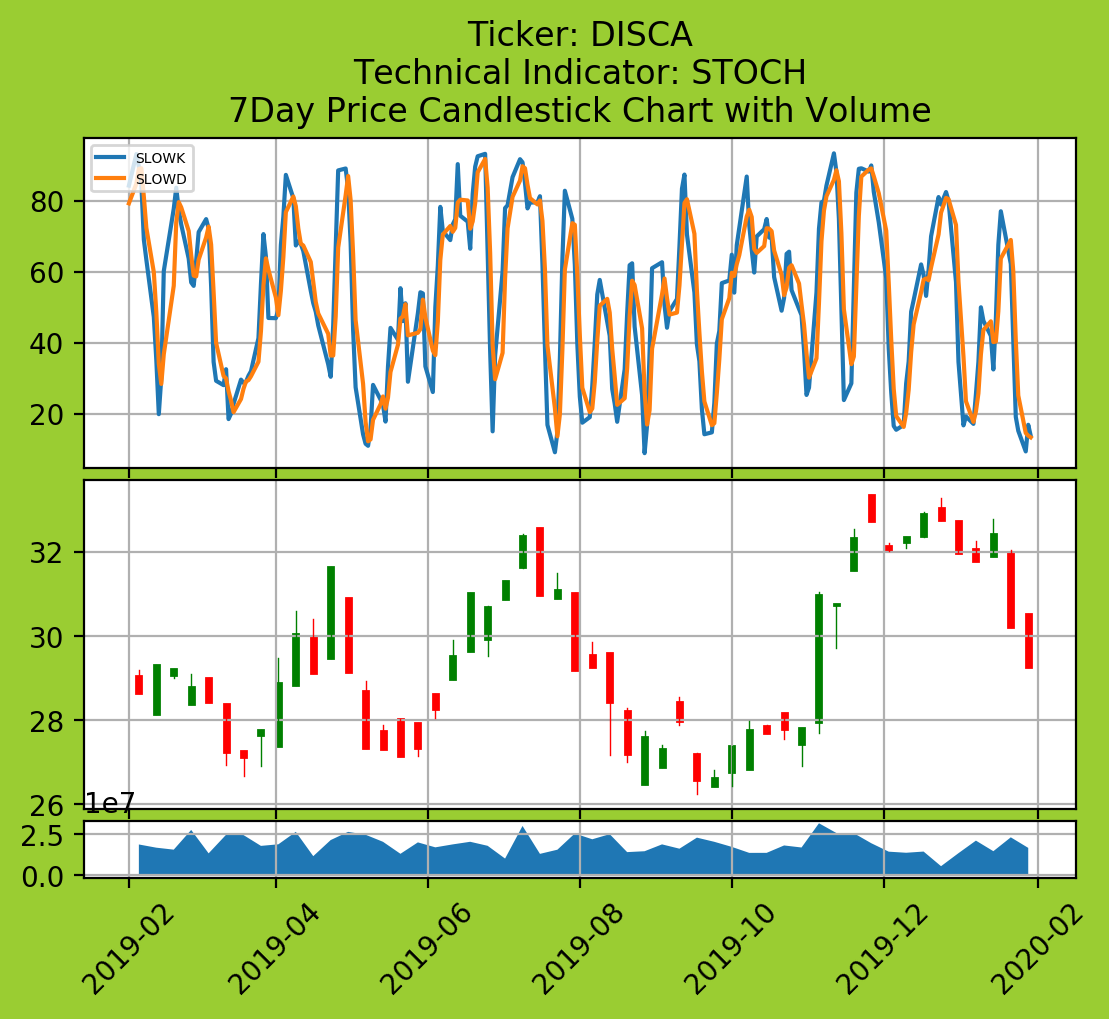 Ticker: DISCA
Technical Indicator: STOCH
7Day Price Candlestick Chart with Volume
SLOWK
SLOWD
80
60
40
20
32
30
28
26
1e7
2.5
0.0
2019-02
2019-04
2019-06
2019-08
2019-10
2019-12
2020-02